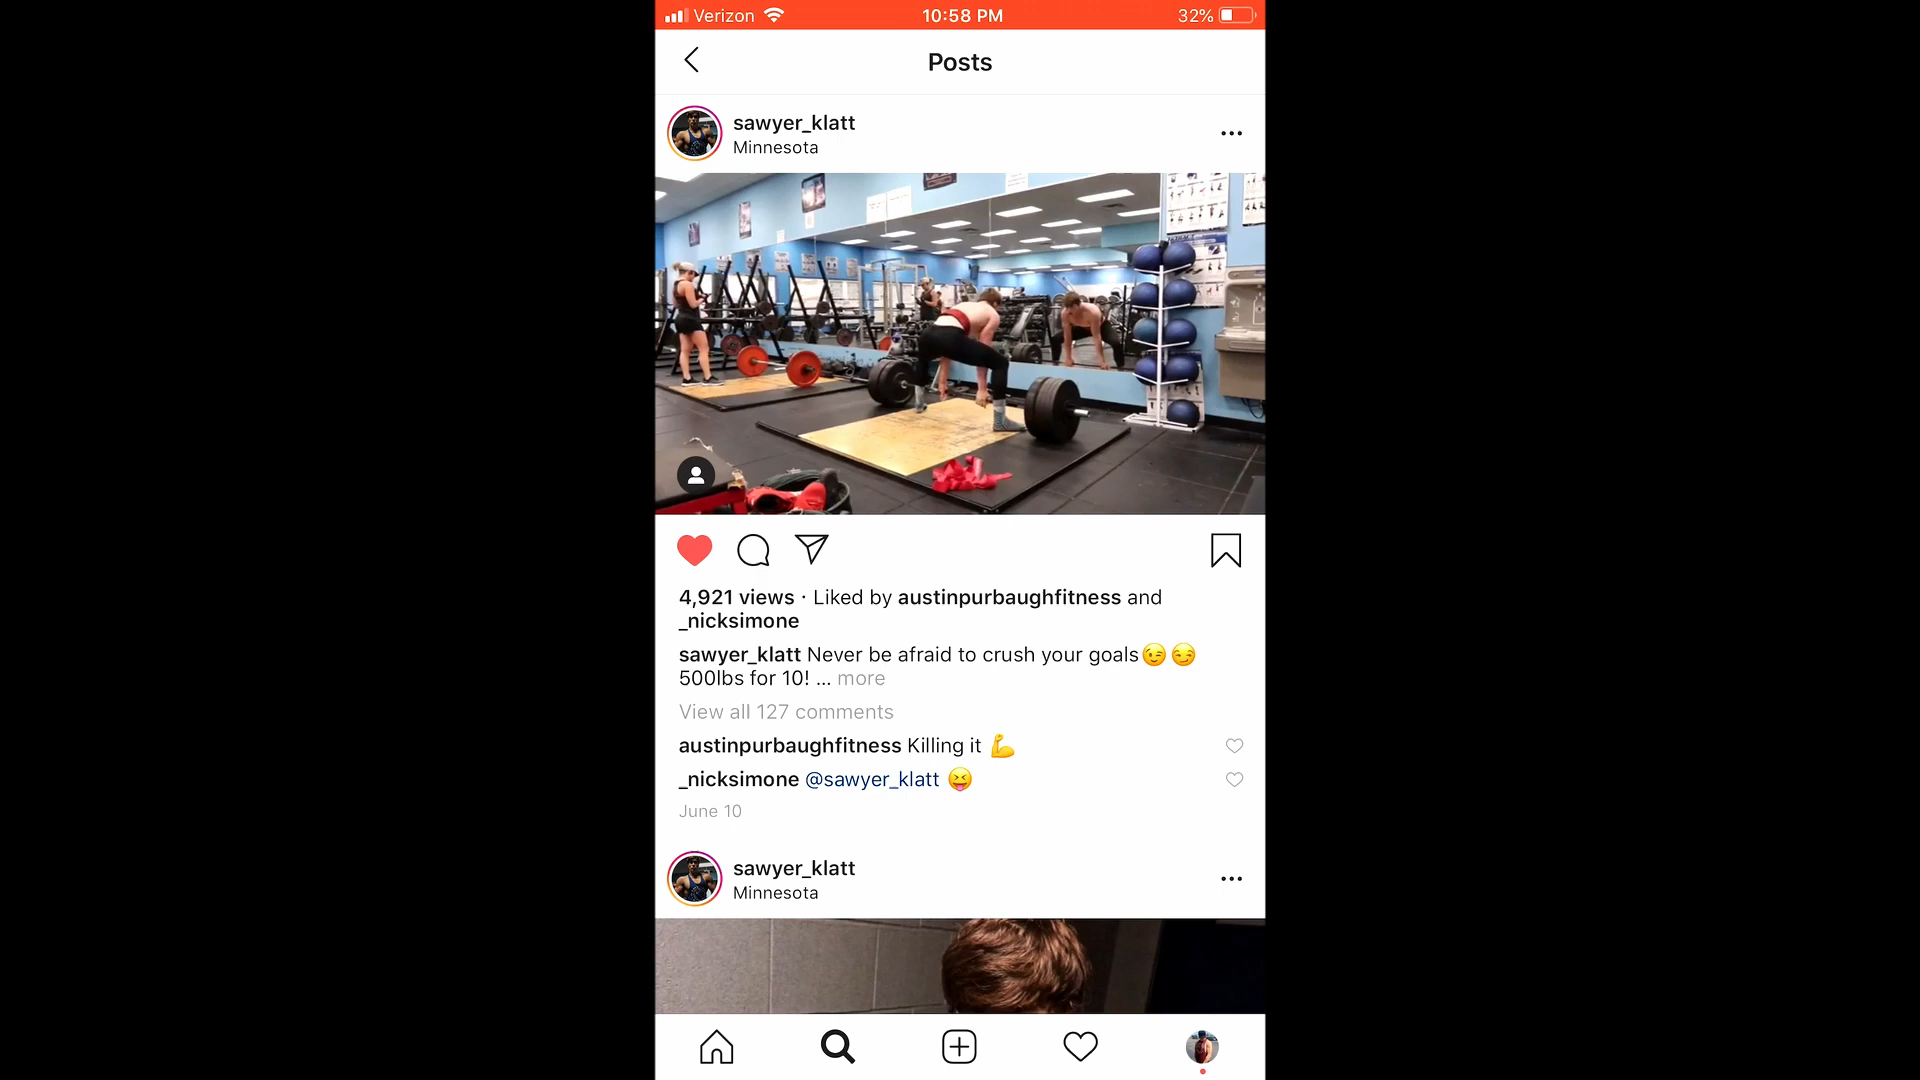 Verizon 10:58 PM 32%
Posts
sawyer_klatt
Minnesota
4,921 views · Liked by austinpurbaughfitness and
_nicksimone
sawyer_klatt Never be afraid to crush your goals😉😏
500lbs for 10! ... more
View all 127 comments
austinpurbaughfitness Killing it 💪
_nicksimone @sawyer_klatt 😝
June 10
sawyer_klatt
Minnesota